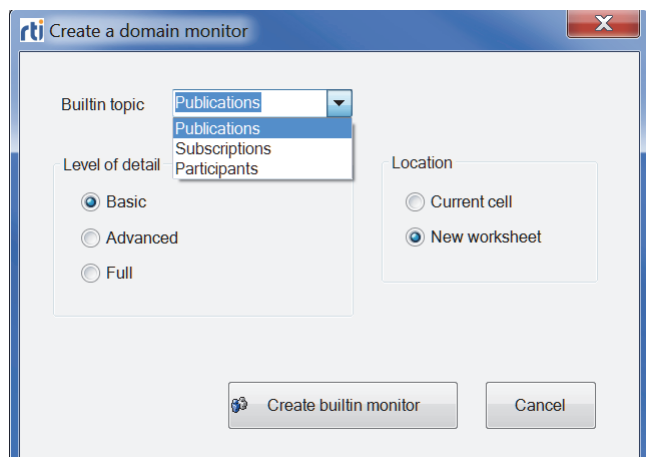 rti Create a domain monitor
Builtin topic Publications
Publications
Subscriptions
Participants
Level of detail
Basic
Advanced
Full
Location
Current cell
New worksheet
Create builtin monitor Cancel